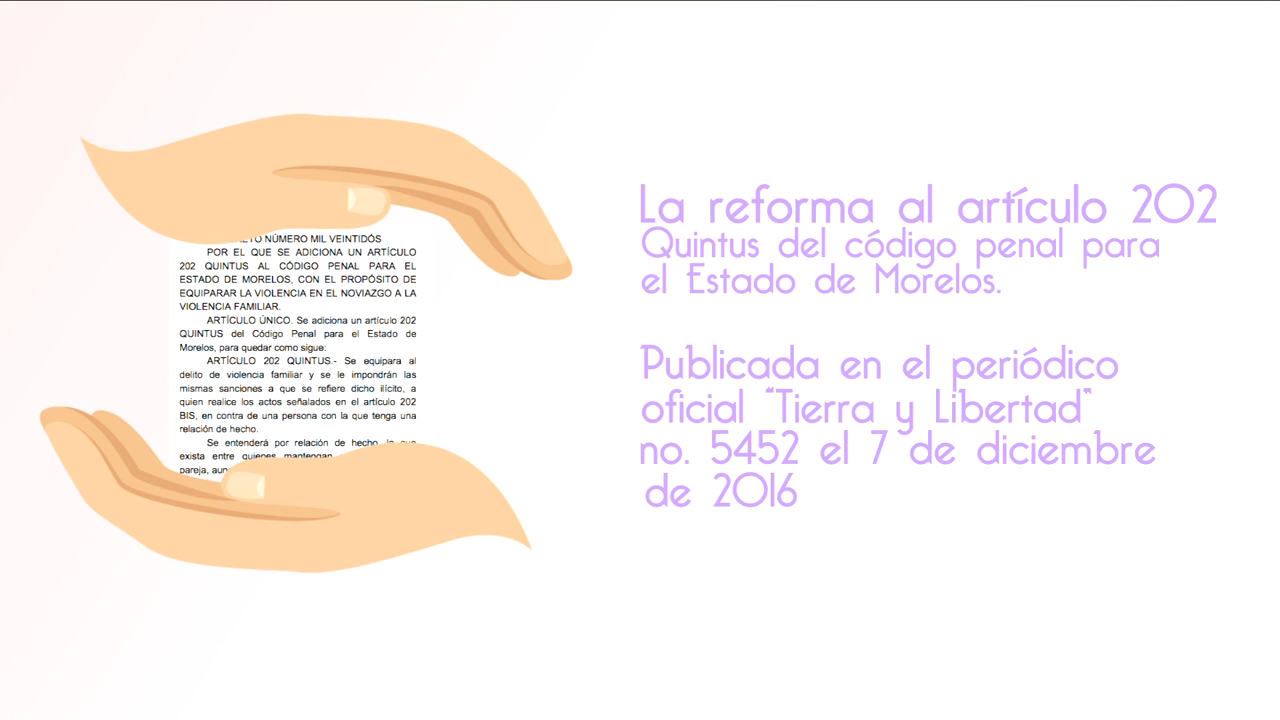 NÚMERO MIL VEINTIDÓS
POR EL QUE SE ADICIONA UN ARTÍCULO
202 QUINTUS AL CÓDIGO PENAL PARA EL
ESTADO DE MORELOS, CON EL PROPÓSITO DE
EQUIPARAR LA VIOLENCIA EN EL NOVIAZGO A LA
VIOLENCIA FAMILIAR.
ARTÍCULO ÚNICO. Se adiciona un artículo 202
QUINTUS del Código Penal para el Estado de
Morelos, para quedar como sigue:
ARTÍCULO 202 QUINTUS.- Se equipara al
delito de violencia familiar y se le impondrán las
mismas sanciones a que se refiere dicho ilícito, a
quien realice los actos señalados en el artículo 202
BIS, en contra de una persona con la que tenga una
relación de hecho.
Se entenderá por relación de hecho, la que
exista entre quienes mantengan
pareja,
La reforma al artículo 202
Quintus del código penal para
el Estado de Morelos.
Publicada en el periódico
oficial "Tierra y Libertad"
no. 5452 el 7 de diciembre
de 2016